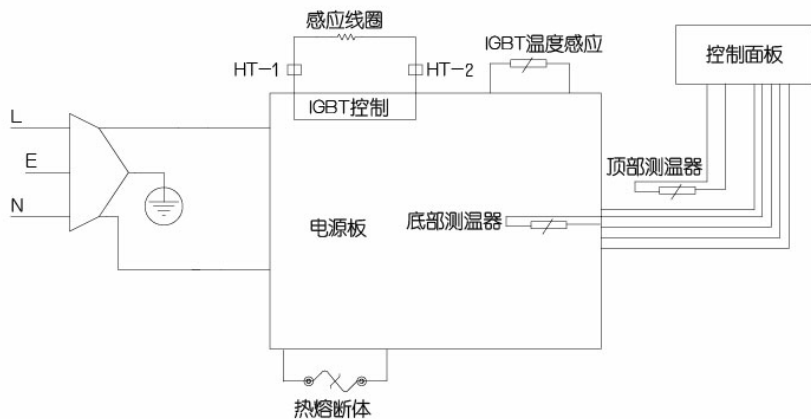 感应线圈
HT-1
HT-2
IGBT温度感应
控制面板
IGBT控制
L
E
N
顶部测温器
电源板
底部测温器
热熔断体